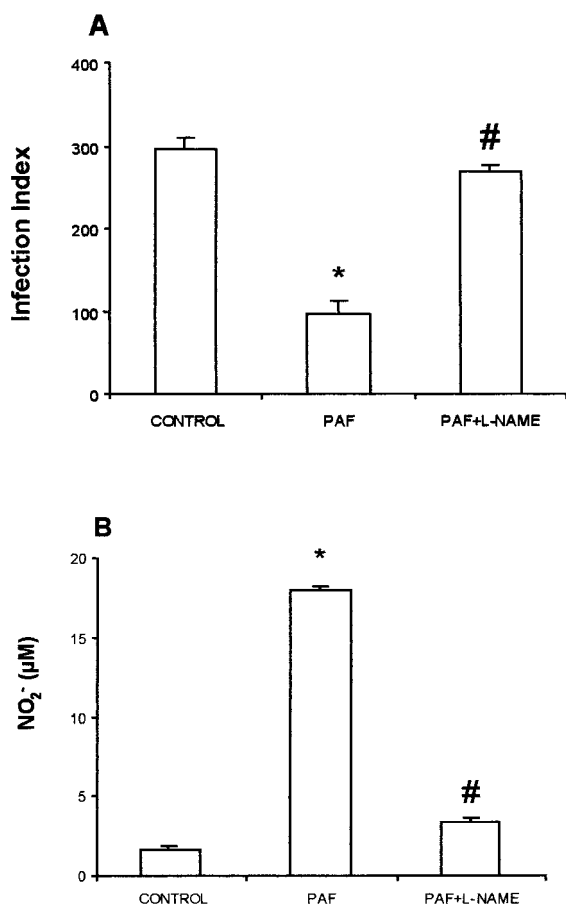 A
400
300
200
100
0
Infection Index
*
#
CONTROL PAF PAF+L-NAME
B
20
15
10
5
0
NO₂⁻ (µM)
*
#
CONTROL PAF PAF+L-NAME